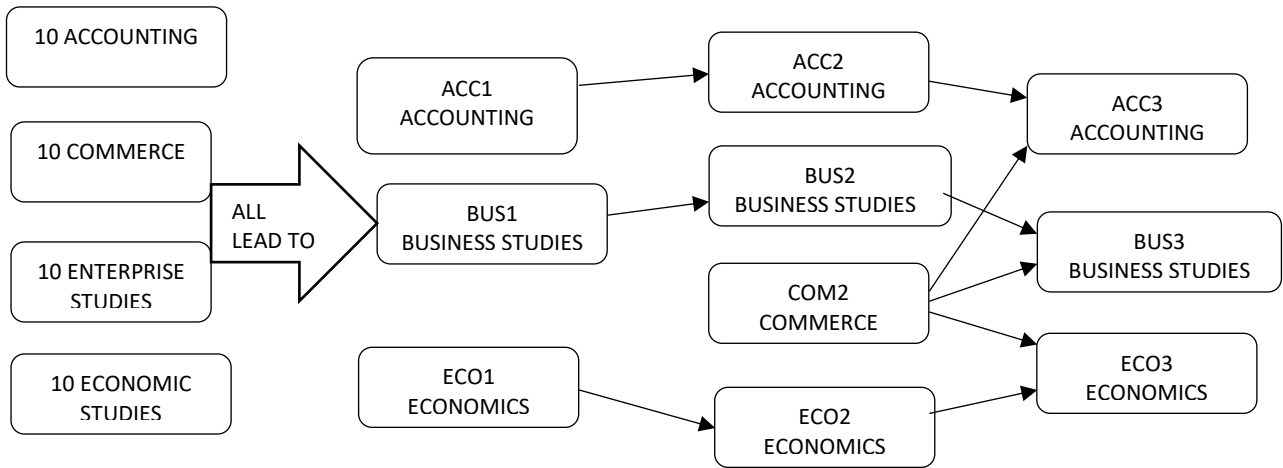 10 ACCOUNTING
10 COMMERCE
10 ENTERPRISE
STUDIES
10 ECONOMIC
STUDIES
ALL
LEAD TO
ACC1
ACCOUNTING
BUS1
BUSINESS STUDIES
ECO1
ECONOMICS
ACC2
ACCOUNTING
BUS2
BUSINESS STUDIES
COM2
COMMERCE
ECO2
ECONOMICS
ACC3
ACCOUNTING
BUS3
BUSINESS STUDIES
ECO3
ECONOMICS